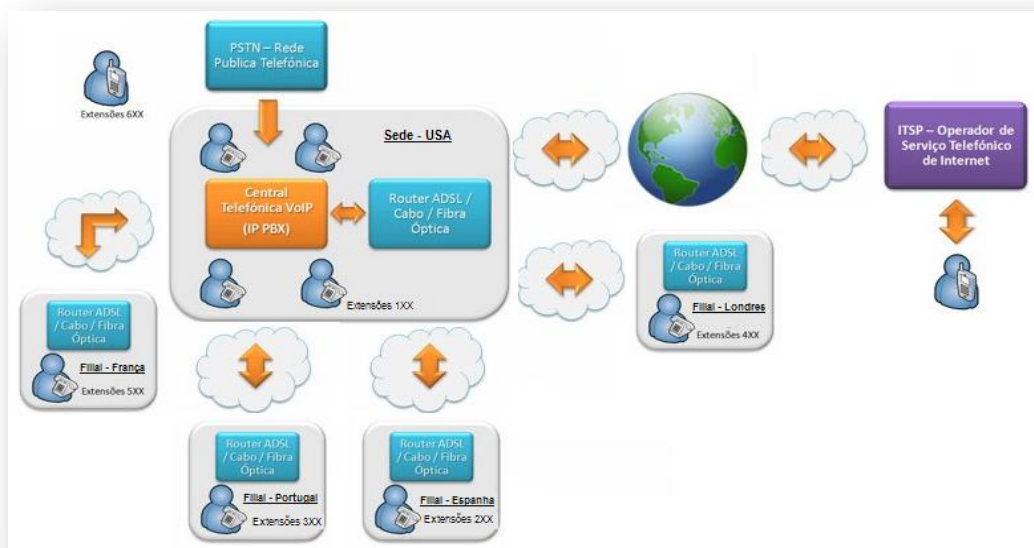 PSTN – Rede
Publica Telefónica
Extensões 6XX
Sede - USA
Central
Telefónica VoIP
(IP PBX)
Router ADSL /
Cabo / Fibra
Óptica
Extensões 1XX
ITSP – Operador de
Serviço Telefónico
de Internet
Router ADSL
/ Cabo / Fibra
Óptica
Filial - Londres
Extensões 4XX
Router ADSL
/ Cabo / Fibra
Óptica
Filial - França
Extensões 5XX
Router ADSL
/ Cabo / Fibra
Óptica
Filial - Portugal
Extensões 3XX
Router ADSL
/ Cabo / Fibra
Óptica
Filial - Espanha
Extensões 2XX